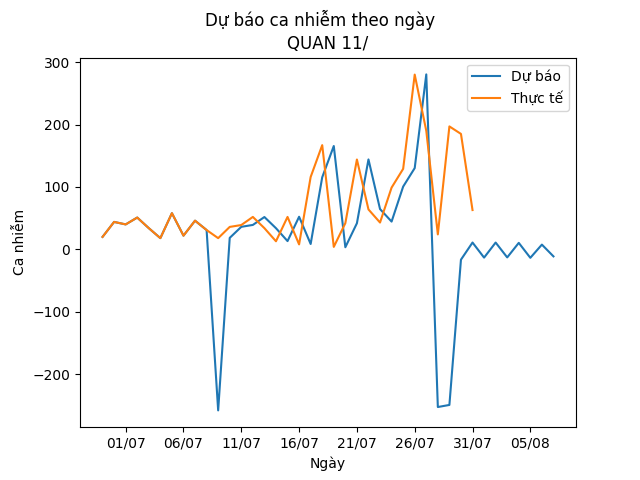 Dự báo ca nhiễm theo ngày
QUAN 11/
Dự báo
Thực tế
Ca nhiễm
300
200
100
0
−100
−200
01/07
06/07
11/07
16/07
21/07
26/07
31/07
05/08
Ngày